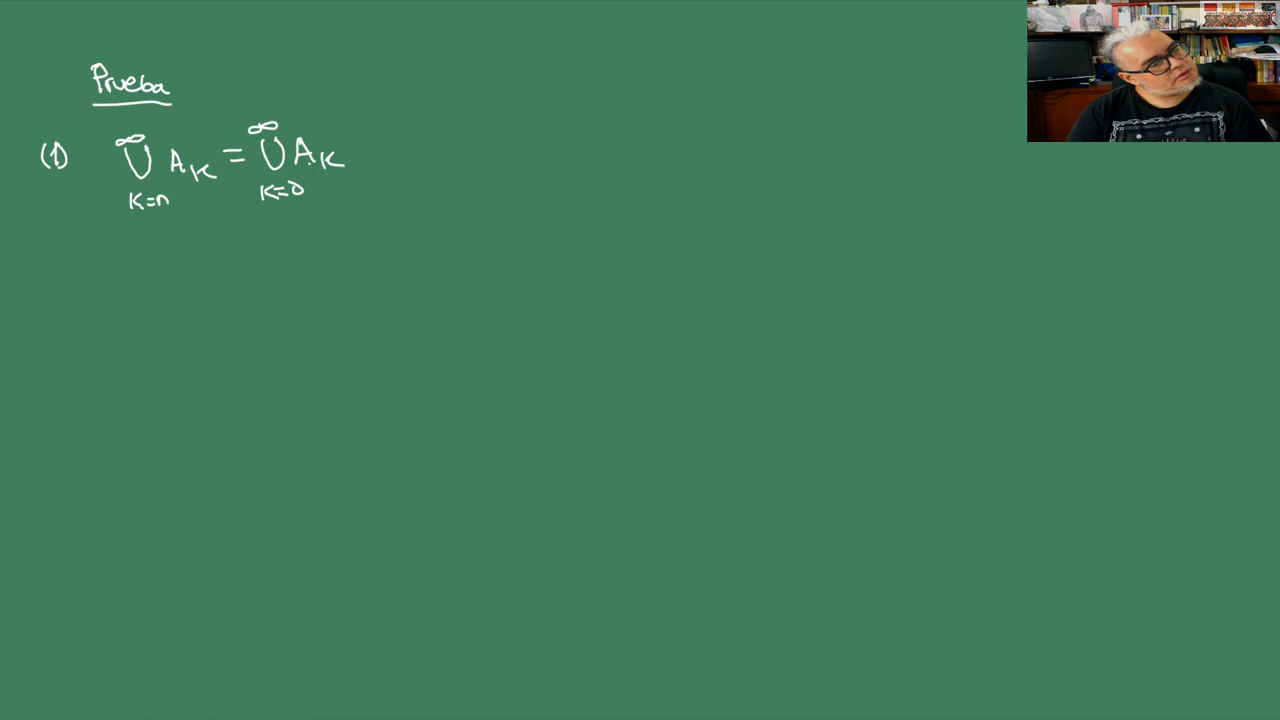 Prueba
(1) ∞ ∞
⋃ A_K = ⋃ A_K
K=n K=0